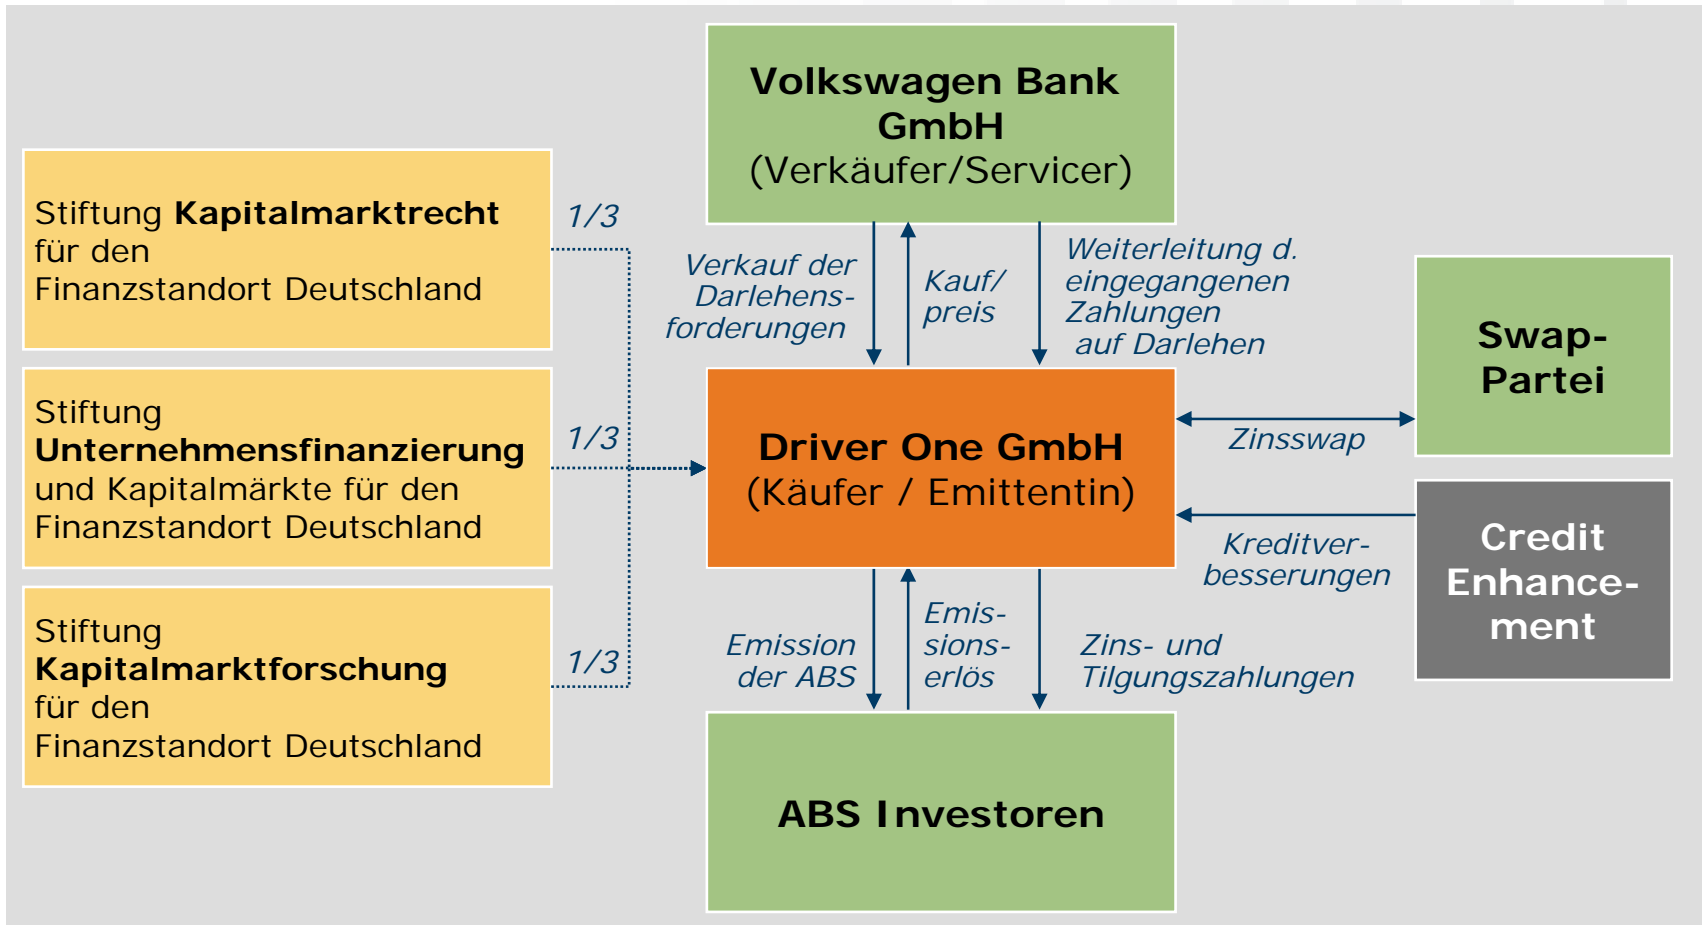 Volkswagen Bank
GmbH
(Verkäufer/Servicer)
Stiftung Kapitalmarktrecht
für den
Finanzstandort Deutschland
1/3
Stiftung
Unternehmensfinanzierung
und Kapitalmärkte für den
Finanzstandort Deutschland
1/3
Stiftung
Kapitalmarktforschung
für den
Finanzstandort Deutschland
1/3
Verkauf der
Darlehens-
forderungen
Kauf/
preis
Weiterleitung d.
eingegangenen
Zahlungen
auf Darlehen
Driver One GmbH
(Käufer / Emittentin)
Zinsswap
Swap-
Partei
Kreditver-
besserungen
Credit
Enhance-
ment
Emission
der ABS
Emis-
sions-
erlös
Zins- und
Tilgungszahlungen
ABS Investoren